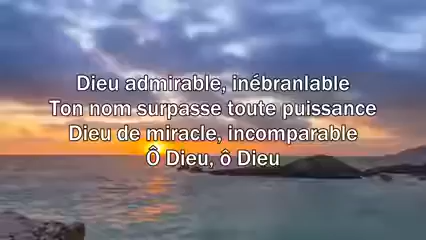 Dieu admirable, inébranlable
Ton nom surpasse toute puissance
Dieu de miracle, incomparable
Ô Dieu, ô Dieu